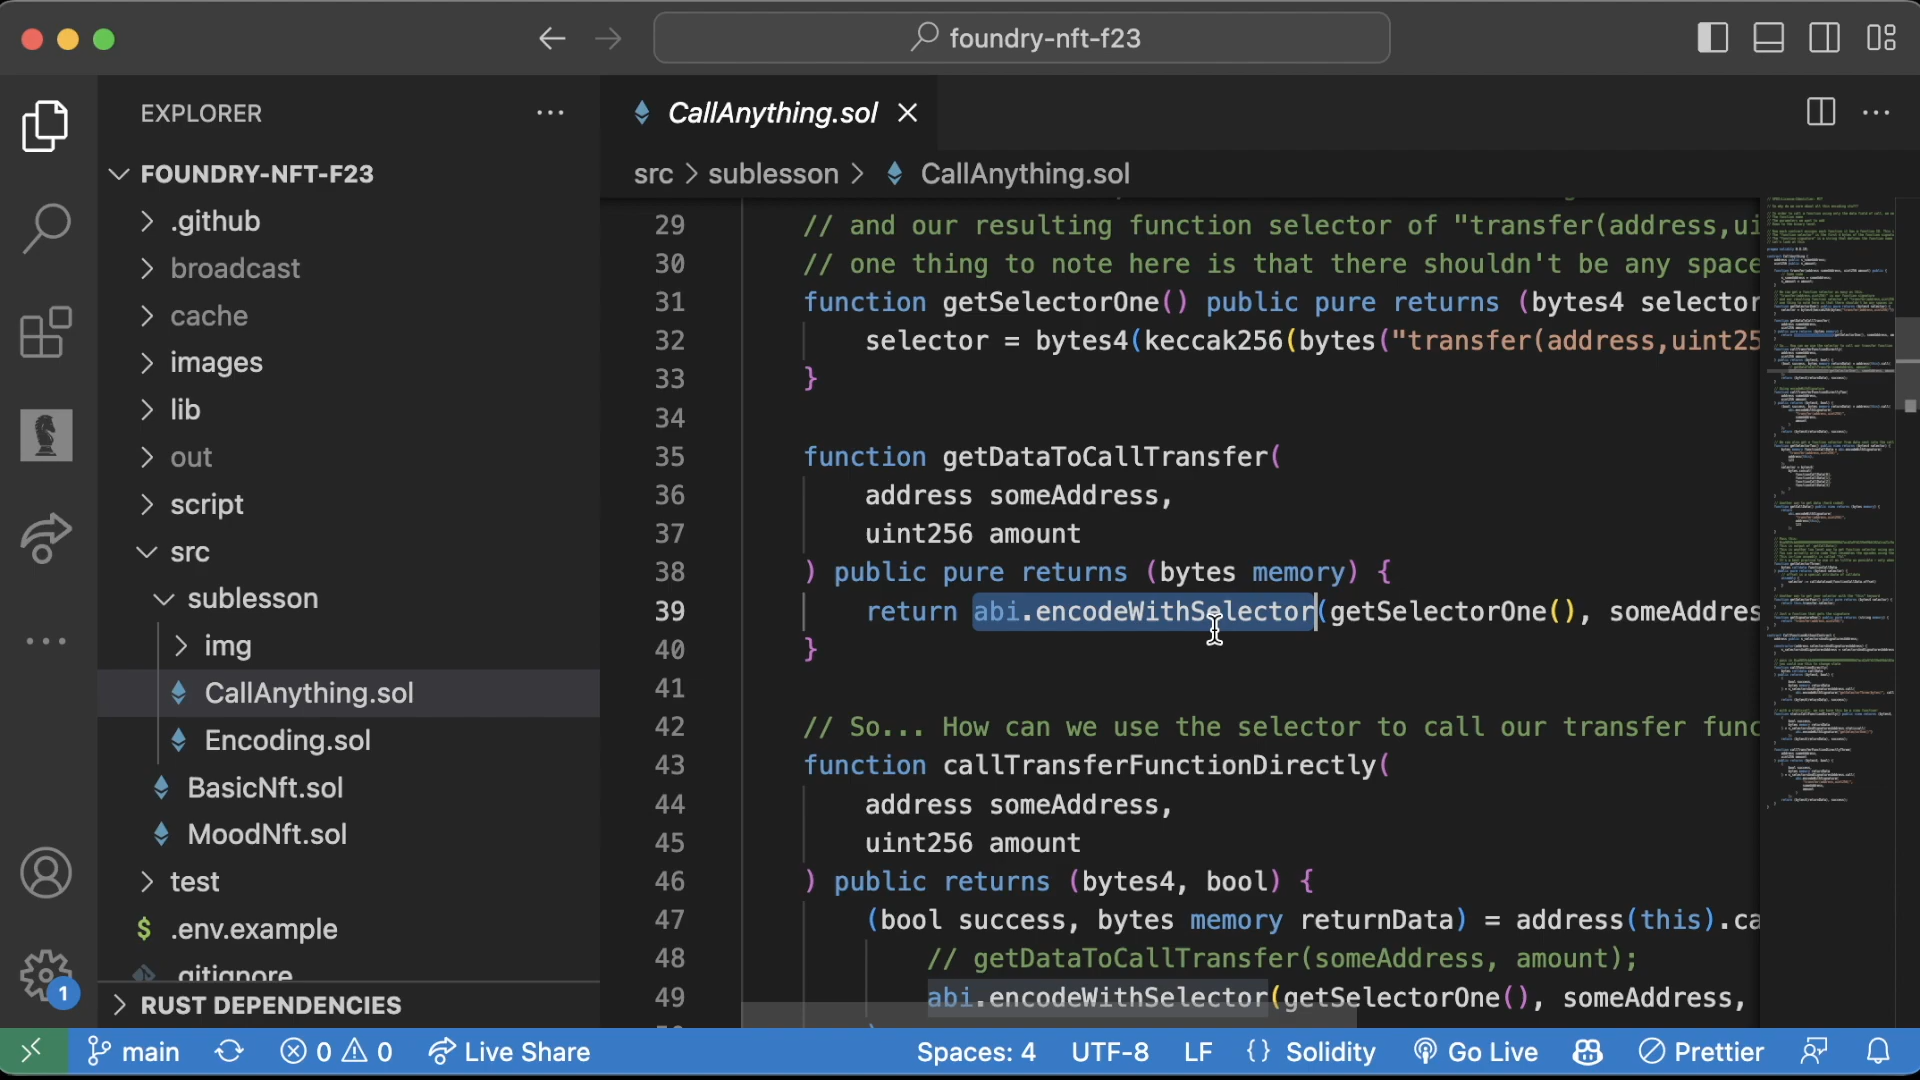 foundry-nft-f23
EXPLORER
FOUNDRY-NFT-F23
.github
broadcast
cache
images
lib
out
script
src
sublesson
img
CallAnything.sol
Encoding.sol
BasicNft.sol
MoodNft.sol
test
$ .env.example
.gitignore
RUST DEPENDENCIES
1
CallAnything.sol
src > sublesson > CallAnything.sol
29 // and our resulting function selector of "transfer(address,ui
30 // one thing to note here is that there shouldn't be any space
31 function getSelectorOne() public pure returns (bytes4 selector
32 selector = bytes4(keccak256(bytes("transfer(address,uint25
33 }
34
35 function getDataToCallTransfer(
36 address someAddress,
37 uint256 amount
38 ) public pure returns (bytes memory) {
39 return abi.encodeWithSelector(getSelectorOne(), someAddres
40 }
41
42 // So... How can we use the selector to call our transfer func
43 function callTransferFunctionDirectly(
44 address someAddress,
45 uint256 amount
46 ) public returns (bytes4, bool) {
47 (bool success, bytes memory returnData) = address(this).ca
48 // getDataToCallTransfer(someAddress, amount);
49 abi.encodeWithSelector(getSelectorOne(), someAddress,
main 0 0 Live Share Spaces: 4 UTF-8 LF {} Solidity Go Live Prettier